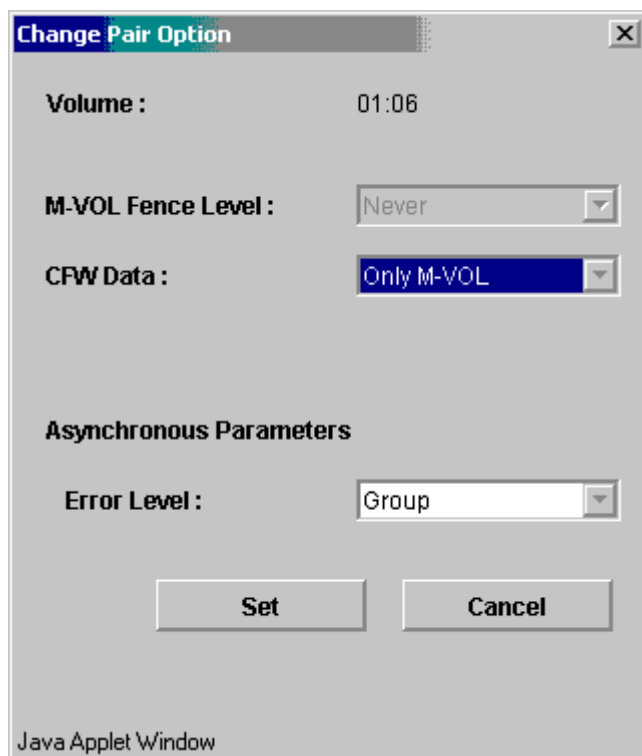 Change Pair Option
Volume : 01:06
M-VOL Fence Level : Never
CFW Data : Only M-VOL
Asynchronous Parameters
Error Level : Group
Set Cancel
Java Applet Window